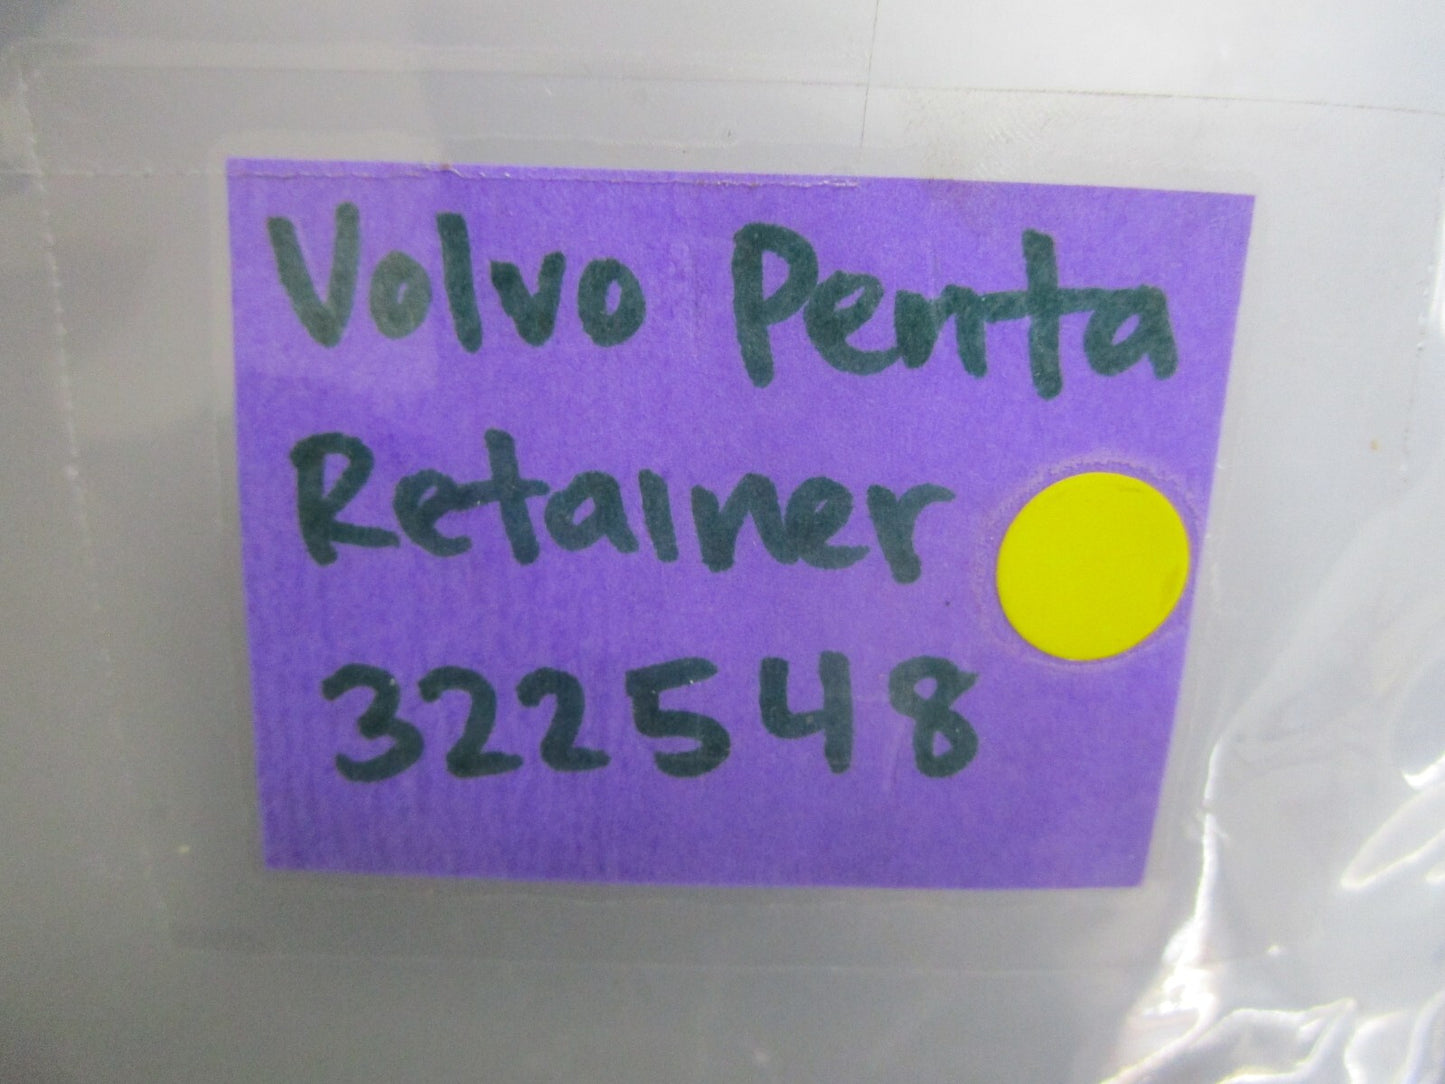 Volvo Penta
Retainer
322548